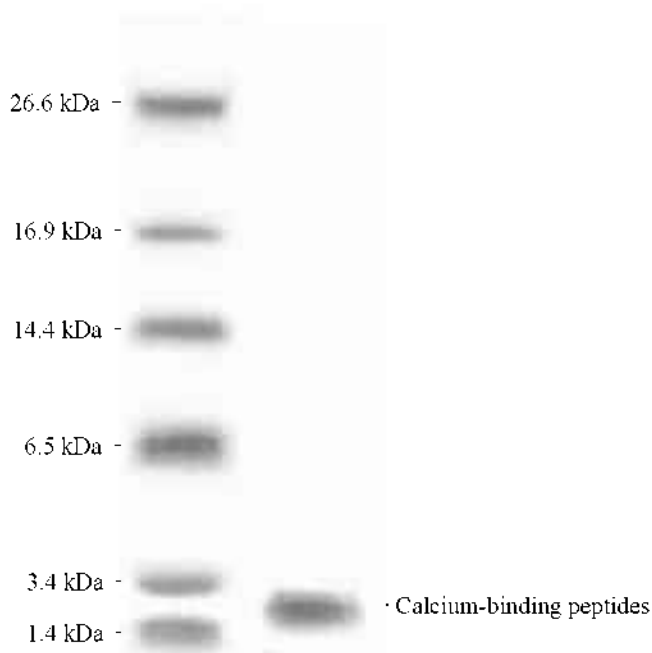 26.6 kDa -
16.9 kDa -
14.4 kDa -
6.5 kDa -
3.4 kDa -
· Calcium-binding peptides
1.4 kDa -